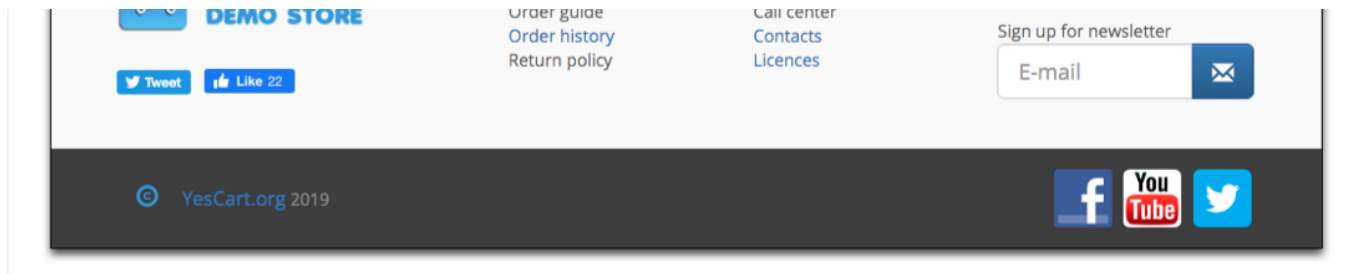 DEMO STORE
Tweet
Like 22
Order guide
Order history
Return policy
Call center
Contacts
Licences
Sign up for newsletter
E-mail
© YesCart.org 2019
f
You
Tube